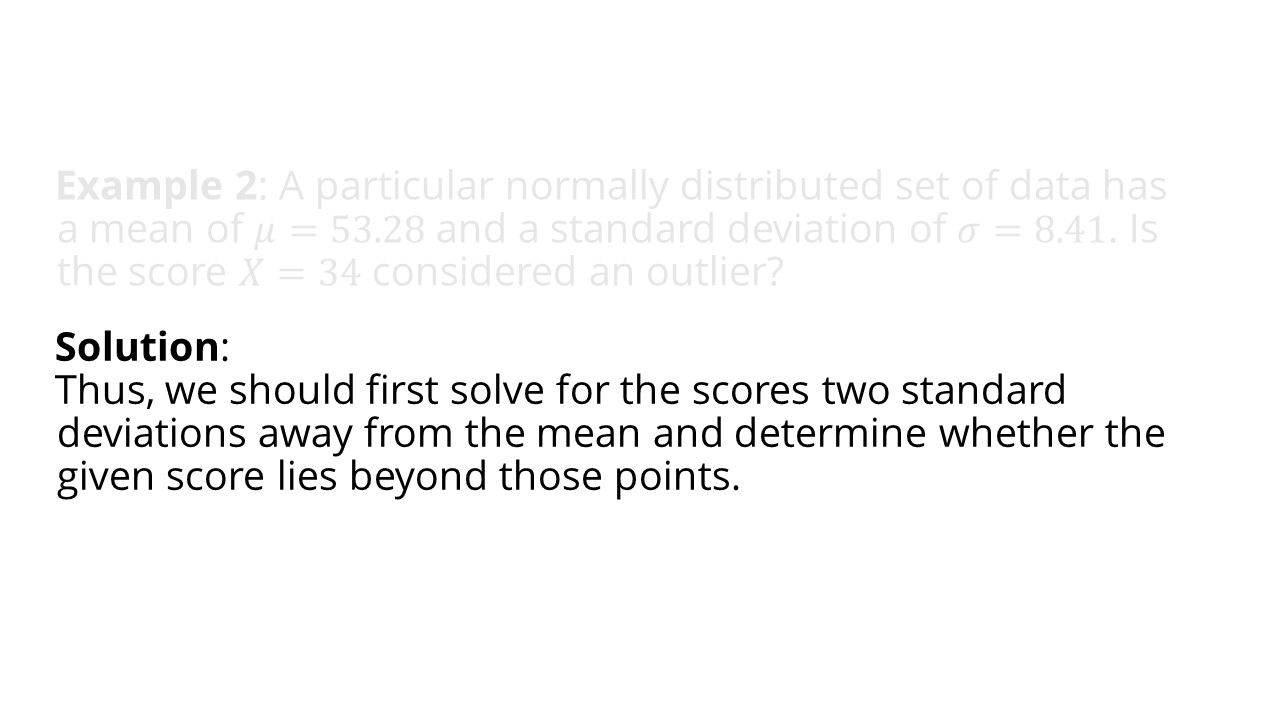 Example 2: A particular normally distributed set of data has
a mean of μ = 53.28 and a standard deviation of σ = 8.41. Is
the score X = 34 considered an outlier?
Solution:
Thus, we should first solve for the scores two standard
deviations away from the mean and determine whether the
given score lies beyond those points.